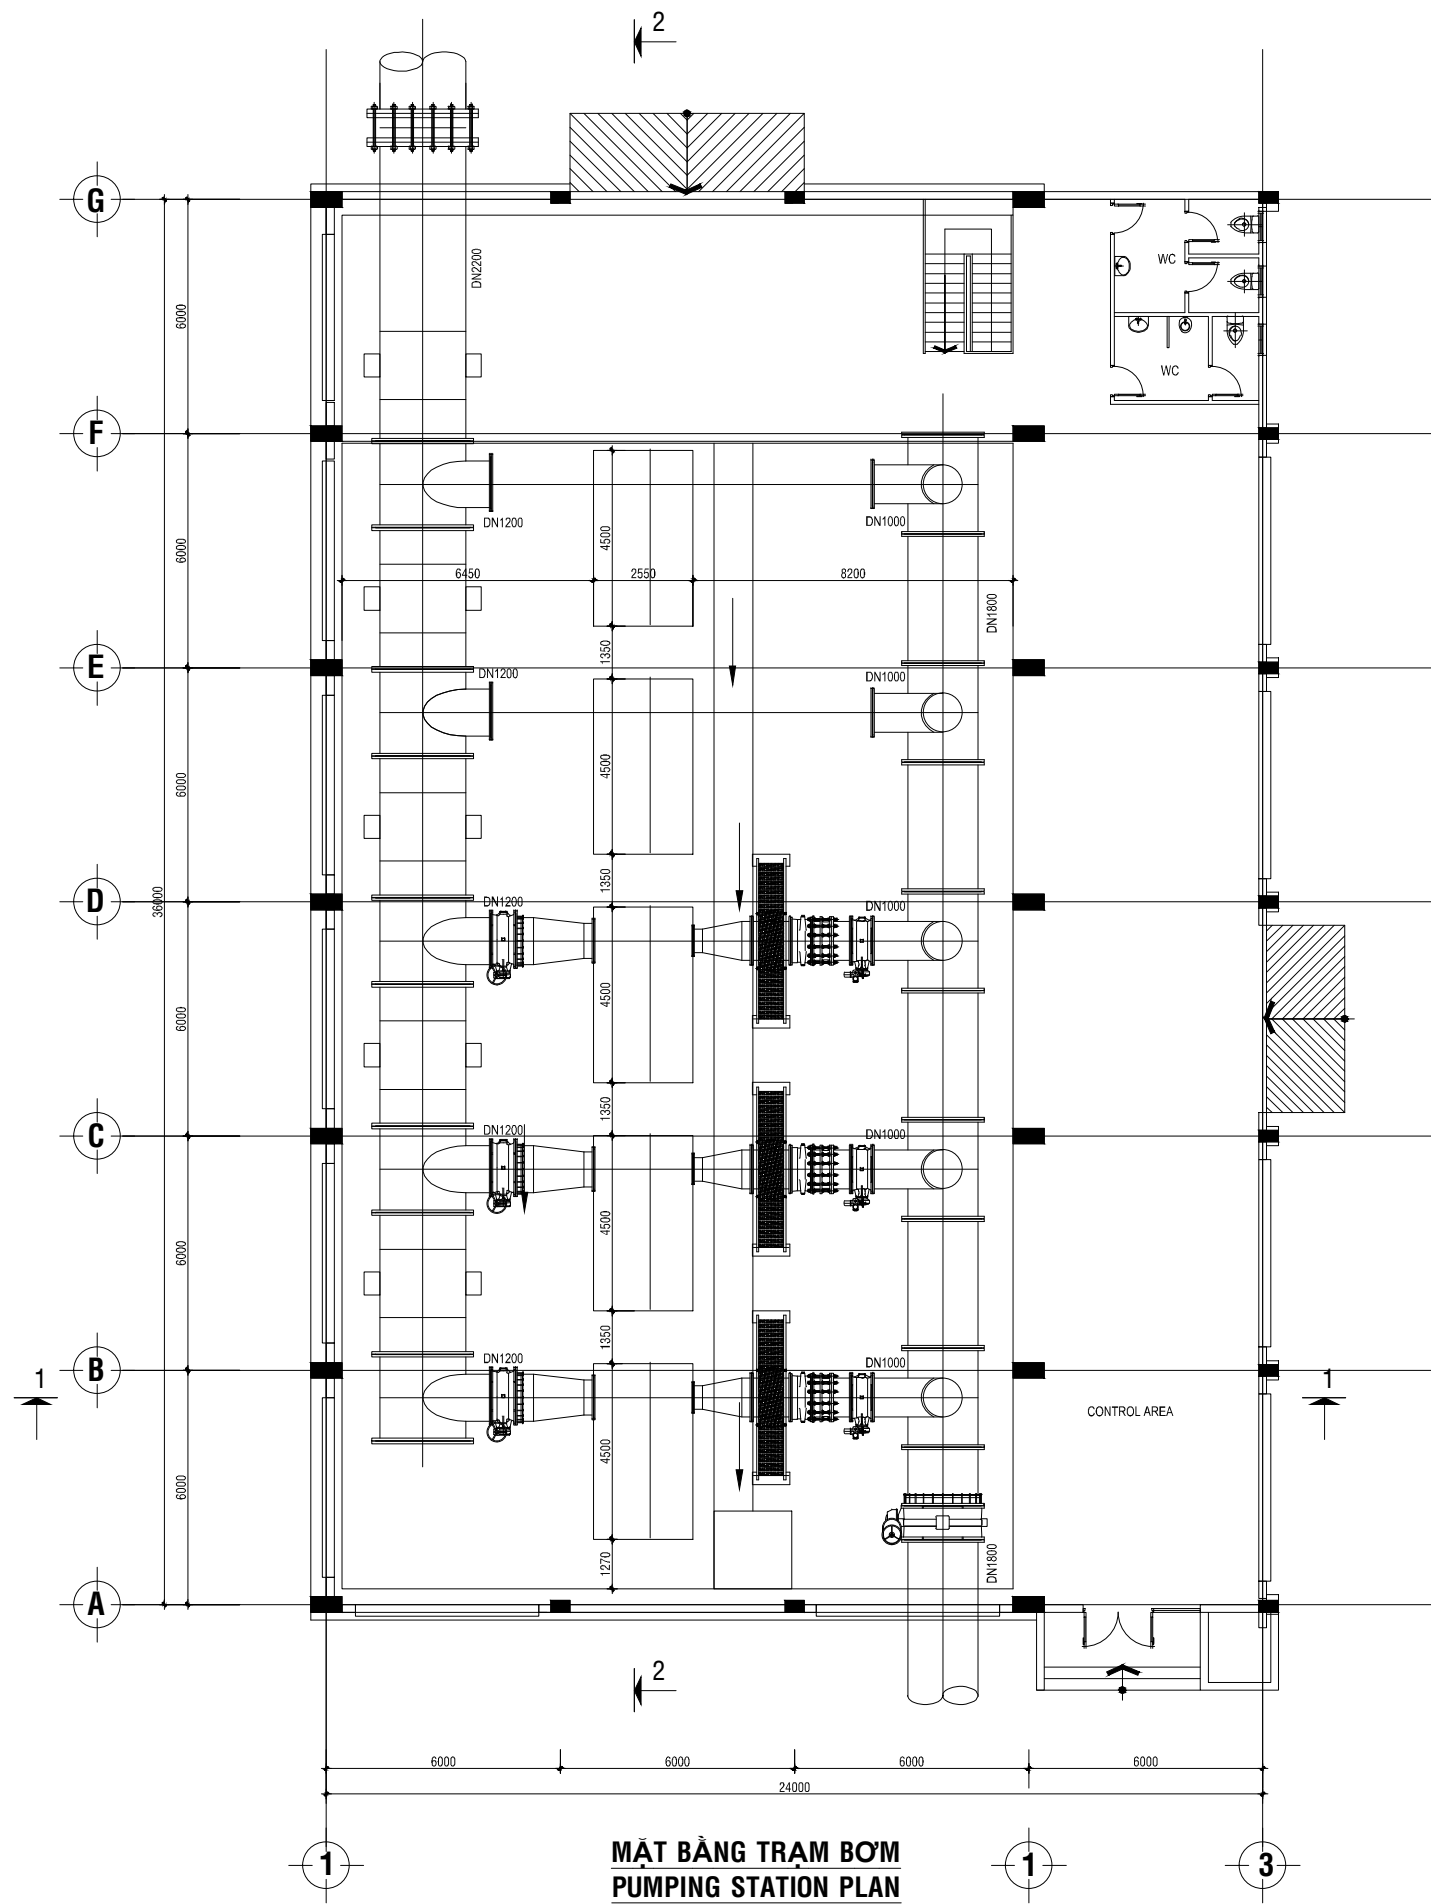 2
G
DN2200
WC
6000
WC
F
DN1200
DN1000
4500
6000
6450
2550
8200
DN1800
1350
E
DN1200
DN1000
4500
6000
1350
D
36000
DN1200
DN1000
4500
6000
1350
C
DN1200
DN1000
4500
6000
1350
B
DN1200
DN1000
1
1
CONTROL AREA
4500
6000
1270
DN1800
A
2
6000
6000
6000
6000
24000
1
1
3
MẶT BẰNG TRẠM BƠM
PUMPING STATION PLAN